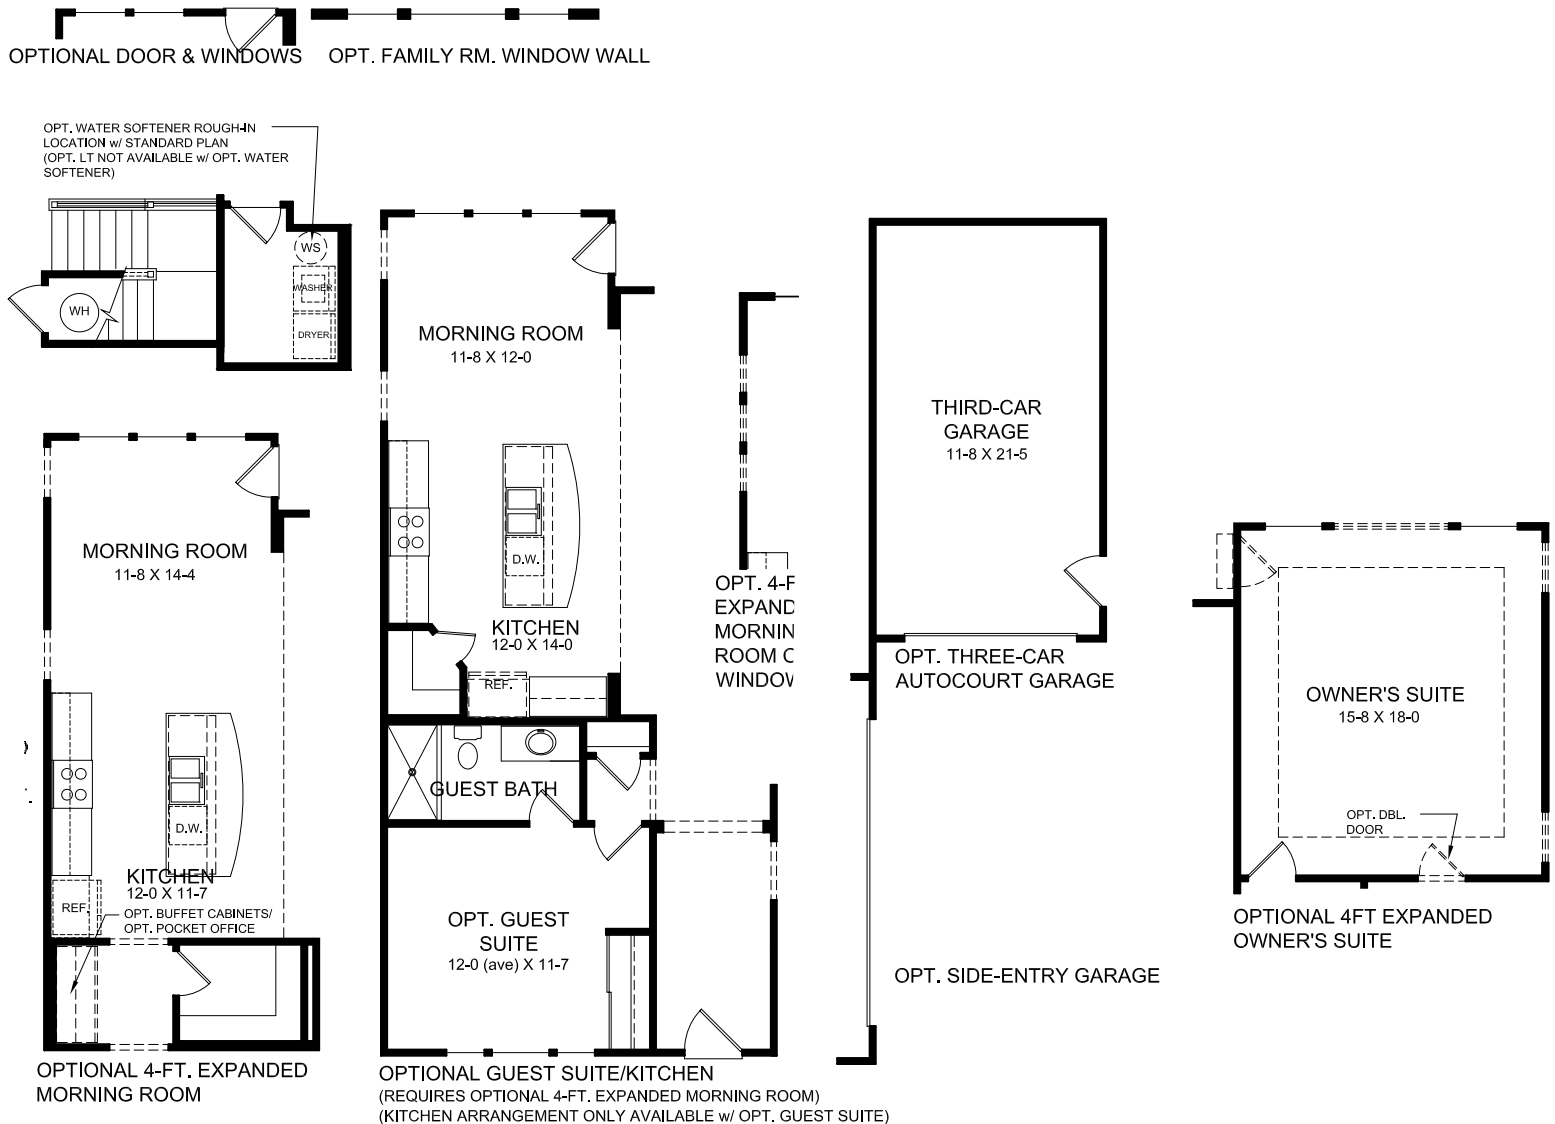 OPTIONAL DOOR & WINDOWS
OPT. FAMILY RM. WINDOW WALL
OPT. WATER SOFTENER ROUGH-IN
LOCATION w/ STANDARD PLAN
(OPT. LT NOT AVAILABLE w/ OPT. WATER
SOFTENER)
WS
WASHER
DRYER
WH
MORNING ROOM
11-8 X 12-0
D.W.
KITCHEN
12-0 X 14-0
REF.
GUEST BATH
OPT. GUEST
SUITE
12-0 (ave) X 11-7
OPTIONAL GUEST SUITE/KITCHEN
(REQUIRES OPTIONAL 4-FT. EXPANDED MORNING ROOM)
(KITCHEN ARRANGEMENT ONLY AVAILABLE w/ OPT. GUEST SUITE)
MORNING ROOM
11-8 X 14-4
D.W.
KITCHEN
12-0 X 11-7
REF.
OPT. BUFFET CABINETS/
OPT. POCKET OFFICE
OPTIONAL 4-FT. EXPANDED
MORNING ROOM
OPT. 4-F
EXPAND
MORNIN
ROOM
WINDOW
THIRD-CAR
GARAGE
11-8 X 21-5
OPT. THREE-CAR
AUTOCOURT GARAGE
OPT. SIDE-ENTRY GARAGE
OWNER'S SUITE
15-8 X 18-0
OPT. DBL.
DOOR
OPTIONAL 4FT EXPANDED
OWNER'S SUITE